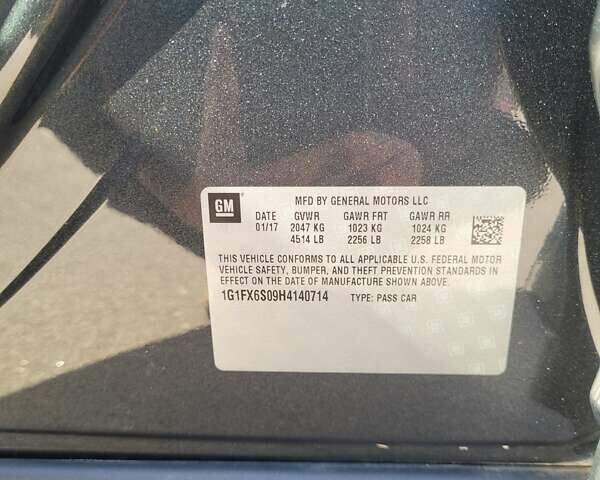 GM
MFD BY GENERAL MOTORS LLC
DATE GVWR GAWR FRT GAWR RR
01/17 2047 KG 1023 KG 1024 KG
4514 LB 2256 LB 2258 LB
THIS VEHICLE CONFORMS TO ALL APPLICABLE U.S. FEDERAL MOTOR
VEHICLE SAFETY, BUMPER, AND THEFT PREVENTION STANDARDS IN
EFFECT ON THE DATE OF MANUFACTURE SHOWN ABOVE.
1G1FX6S09H4140714 TYPE: PASS CAR